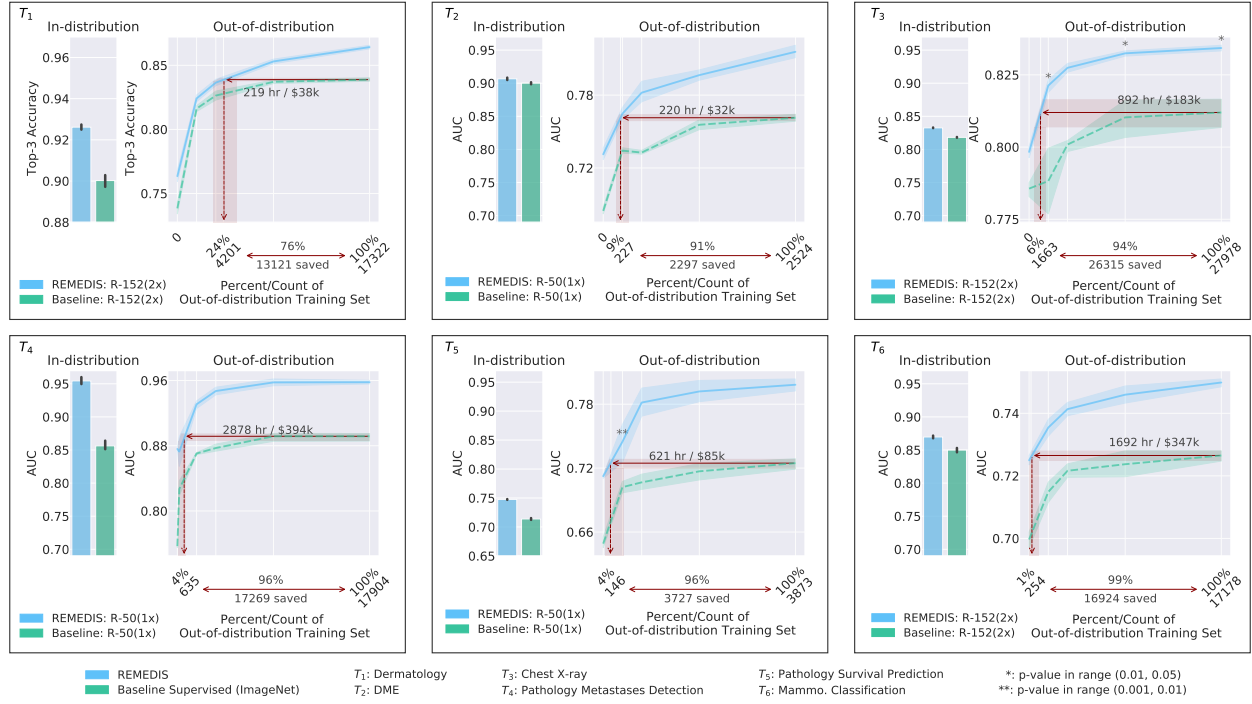 T1
In-distribution
Out-of-distribution
Top-3 Accuracy
0.96
0.94
0.92
0.90
0.88
Top-3 Accuracy
0.85
0.80
0.75
219 hr / $38k
0
24%
4201
100%
17322
76%
13121 saved
REMEDIS: R-152(2x)
Baseline: R-152(2x)
Percent/Count of
Out-of-distribution Training Set
T2
In-distribution
Out-of-distribution
AUC
0.95
0.90
0.85
0.80
0.75
0.70
AUC
0.78
0.72
220 hr / $32k
0
9%
227
100%
2524
91%
2297 saved
REMEDIS: R-50(1x)
Baseline: R-50(1x)
Percent/Count of
Out-of-distribution Training Set
T3
In-distribution
Out-of-distribution
AUC
0.95
0.90
0.85
0.80
0.75
0.70
AUC
0.825
0.800
0.775
*
*
*
892 hr / $183k
0
6%
1663
100%
27978
94%
26315 saved
REMEDIS: R-152(2x)
Baseline: R-152(2x)
Percent/Count of
Out-of-distribution Training Set
T4
In-distribution
Out-of-distribution
AUC
0.95
0.90
0.85
0.80
0.75
0.70
AUC
0.96
0.88
0.80
2878 hr / $394k
4%
635
100%
17904
96%
17269 saved
REMEDIS: R-50(1x)
Baseline: R-50(1x)
Percent/Count of
Out-of-distribution Training Set
T5
In-distribution
Out-of-distribution
AUC
0.95
0.90
0.85
0.80
0.75
0.70
0.65
AUC
0.78
0.72
0.66
**
621 hr / $85k
4%
146
100%
3873
96%
3727 saved
REMEDIS: R-50(1x)
Baseline: R-50(1x)
Percent/Count of
Out-of-distribution Training Set
T6
In-distribution
Out-of-distribution
AUC
0.95
0.90
0.85
0.80
0.75
0.70
AUC
0.74
0.72
0.70
1692 hr / $347k
1%
254
100%
17178
99%
16924 saved
REMEDIS: R-152(2x)
Baseline: R-152(2x)
Percent/Count of
Out-of-distribution Training Set
REMEDIS
Baseline Supervised (ImageNet)
T1: Dermatology
T2: DME
T3: Chest X-ray
T4: Pathology Metastases Detection
T5: Pathology Survival Prediction
T6: Mammo. Classification
*: p-value in range (0.01, 0.05)
**: p-value in range (0.001, 0.01)